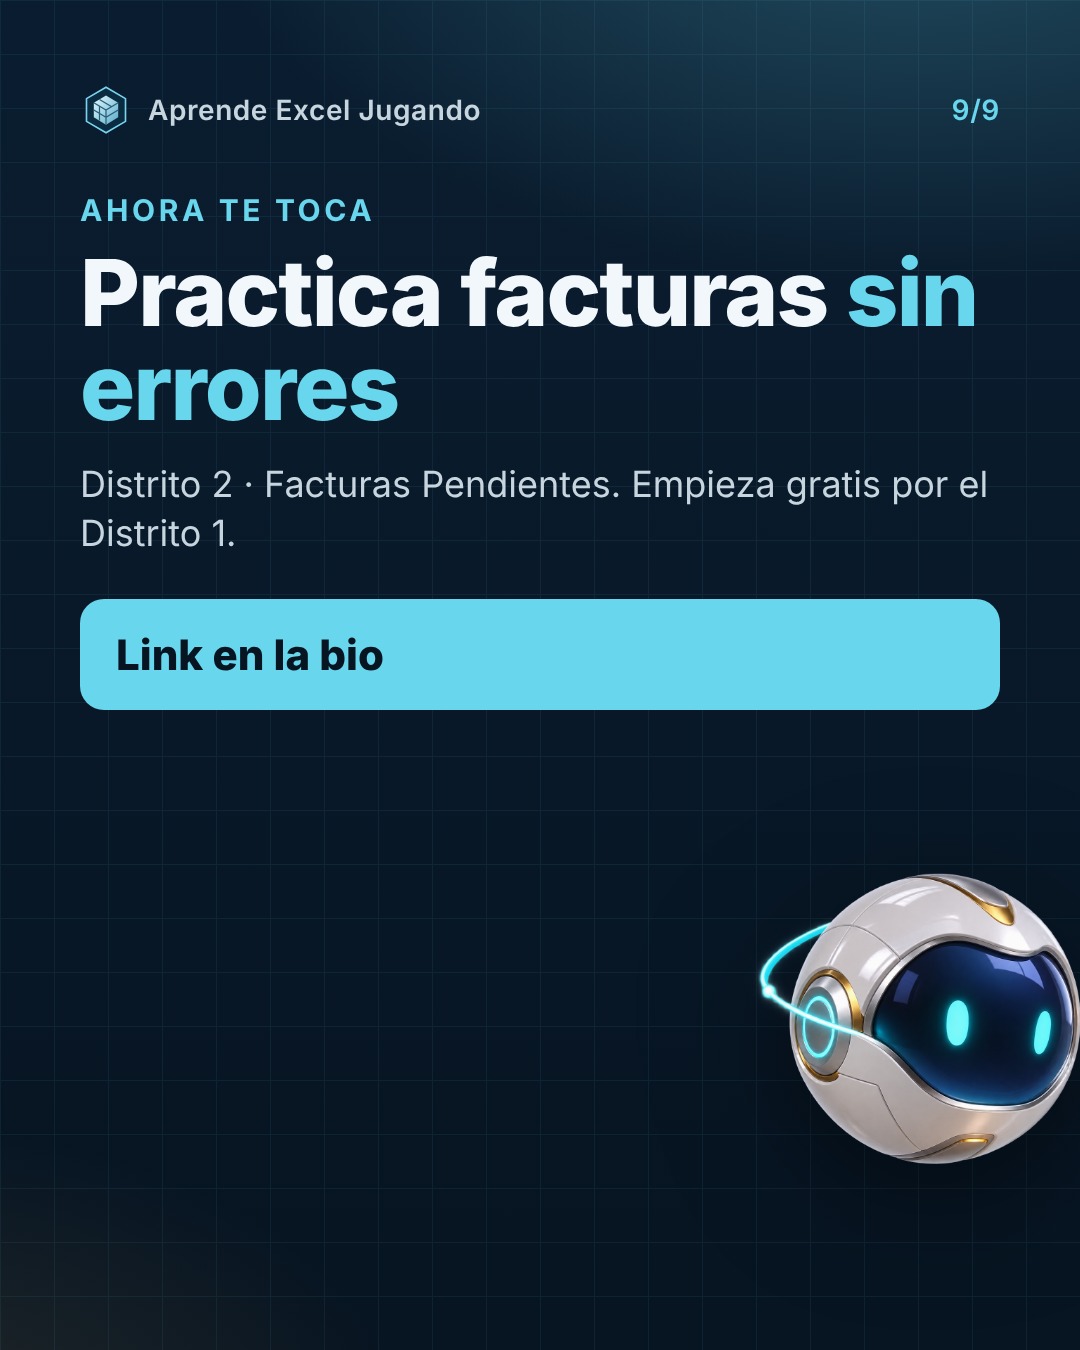 Aprende Excel Jugando
9/9
AHORA TE TOCA
Practica facturas sin
errores
Distrito 2 · Facturas Pendientes. Empieza gratis por el
Distrito 1.
Link en la bio